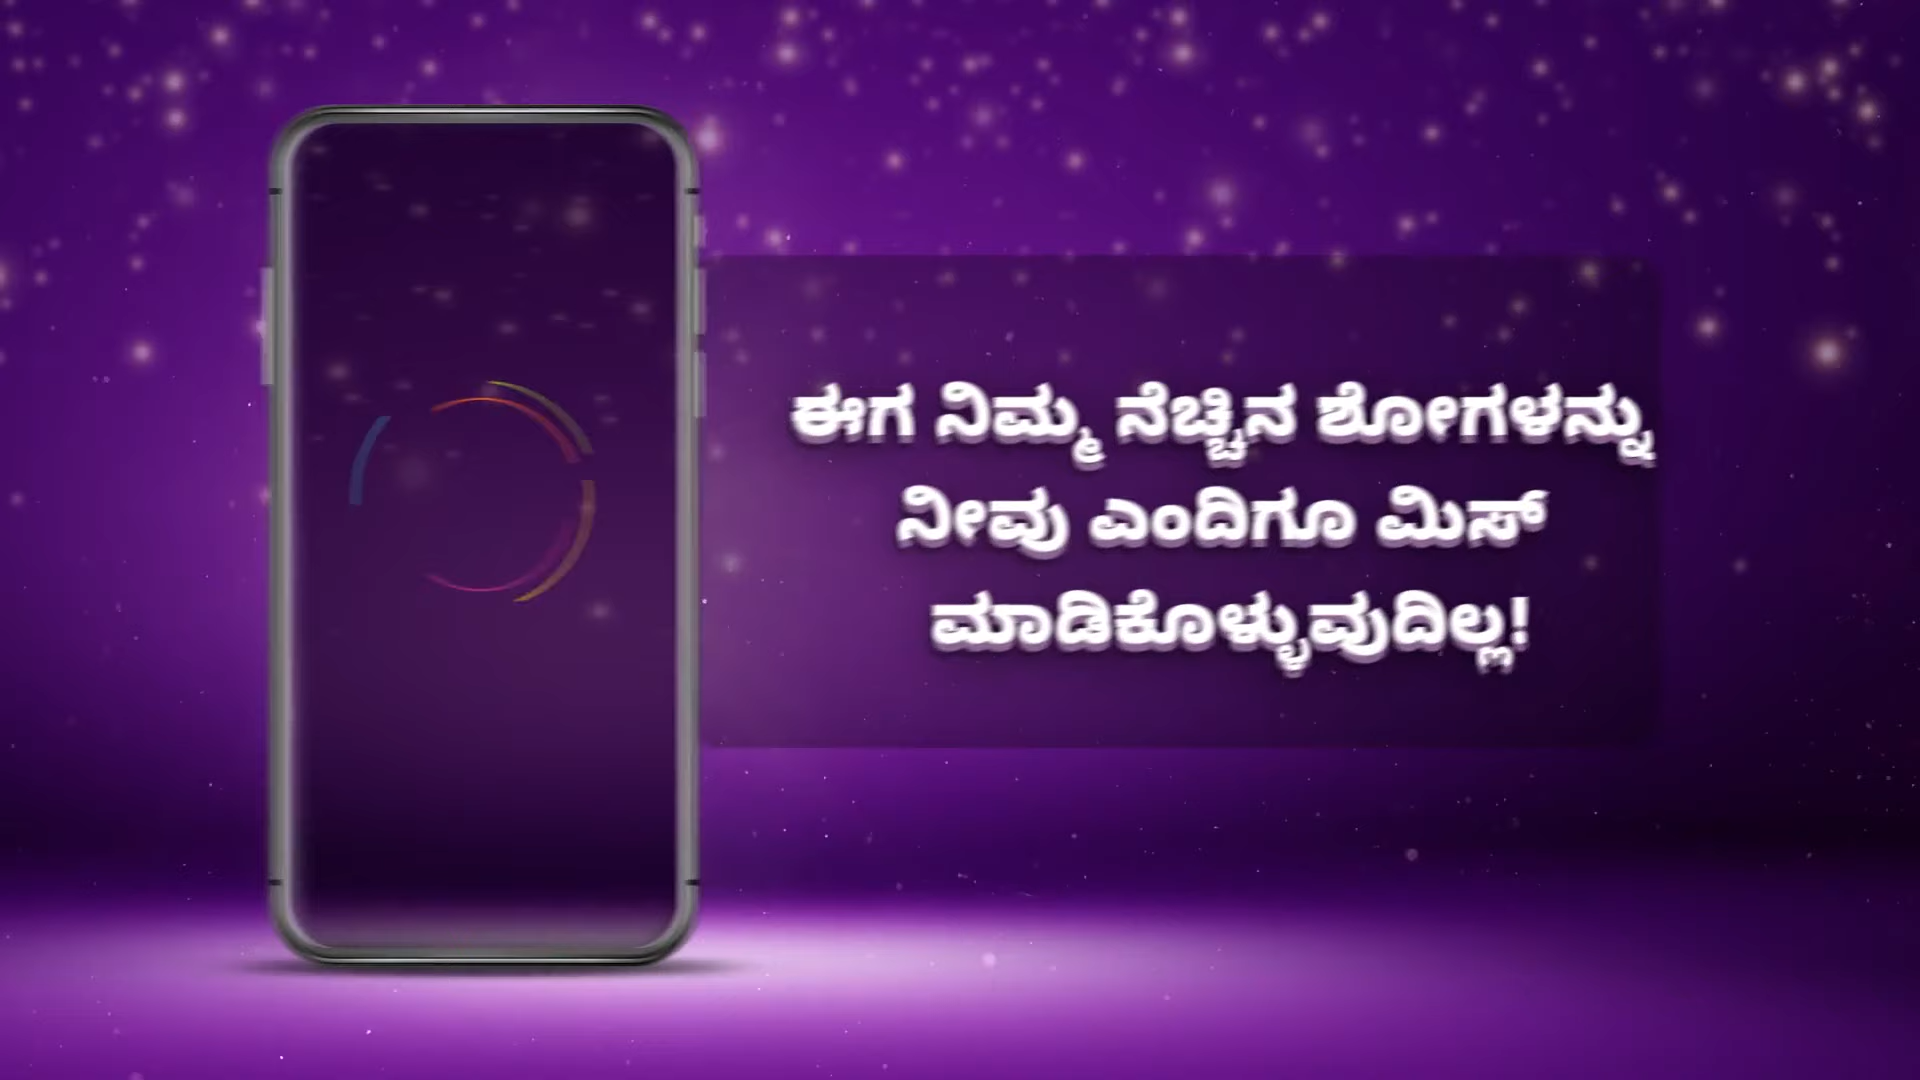 ಈಗ ನಿಮ್ಮ ನೆಚ್ಚಿನ ಶೋಗಳನ್ನು
ನೀವು ಎಂದಿಗೂ ಮಿಸ್
ಮಾಡಿಕೊಳ್ಳುವುದಿಲ್ಲ!